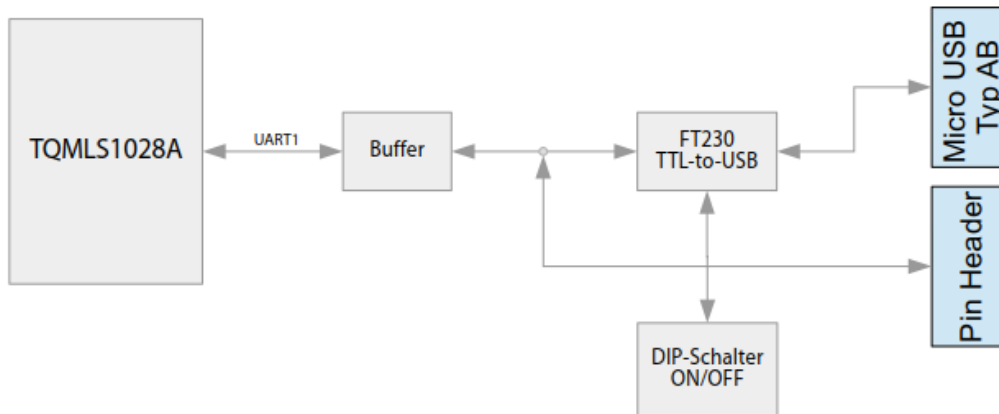 TQMLS1028A
UART1
Buffer
FT230
TTL-to-USB
Micro USB
Typ AB
Pin Header
DIP-Schalter
ON/OFF